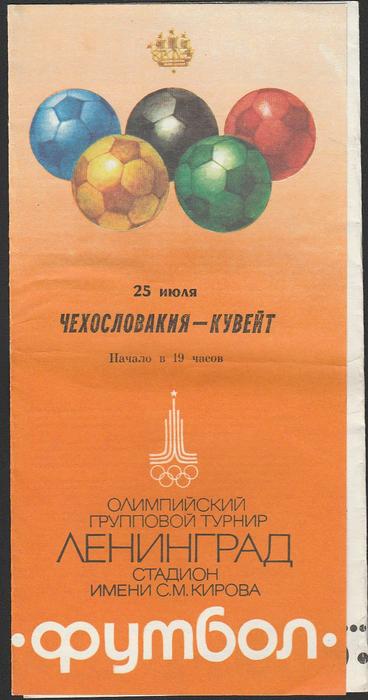 25 июля
ЧЕХОСЛОВАКИЯ—КУВЕЙТ
Начало в 19 часов
ОЛИМПИЙСКИЙ
ГРУППОВОЙ ТУРНИР
ЛЕНИНГРАД
СТАДИОН
ИМЕНИ С.М.КИРОВА
•футбол•